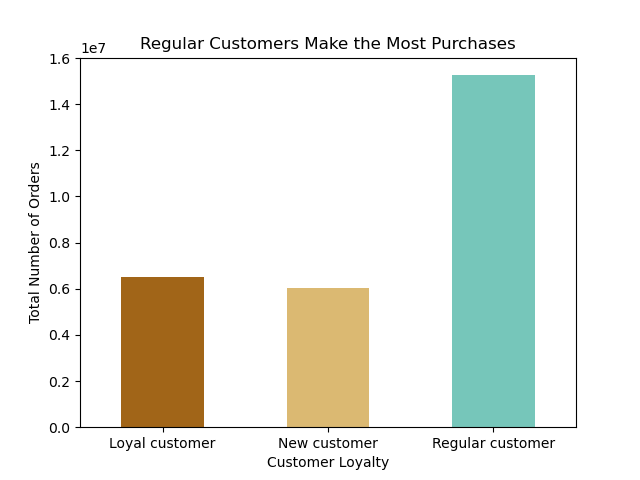 Regular Customers Make the Most Purchases
1e7
1.6
1.4
1.2
1.0
0.8
0.6
0.4
0.2
0.0
Total Number of Orders
Loyal customer New customer Regular customer
Customer Loyalty